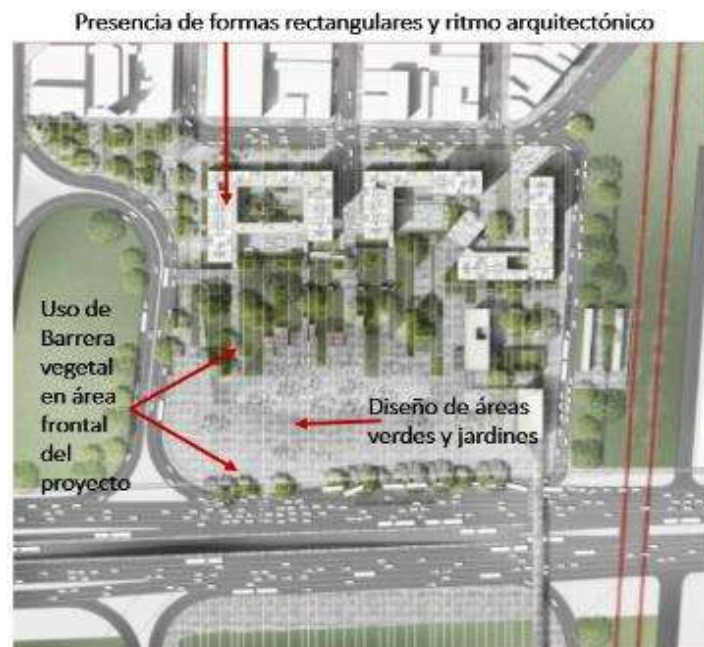 Presencia de formas rectangulares y ritmo arquitectónico
Uso de
Barrera
vegetal
en área
frontal
del
proyecto
Diseño de áreas
verdes y jardines